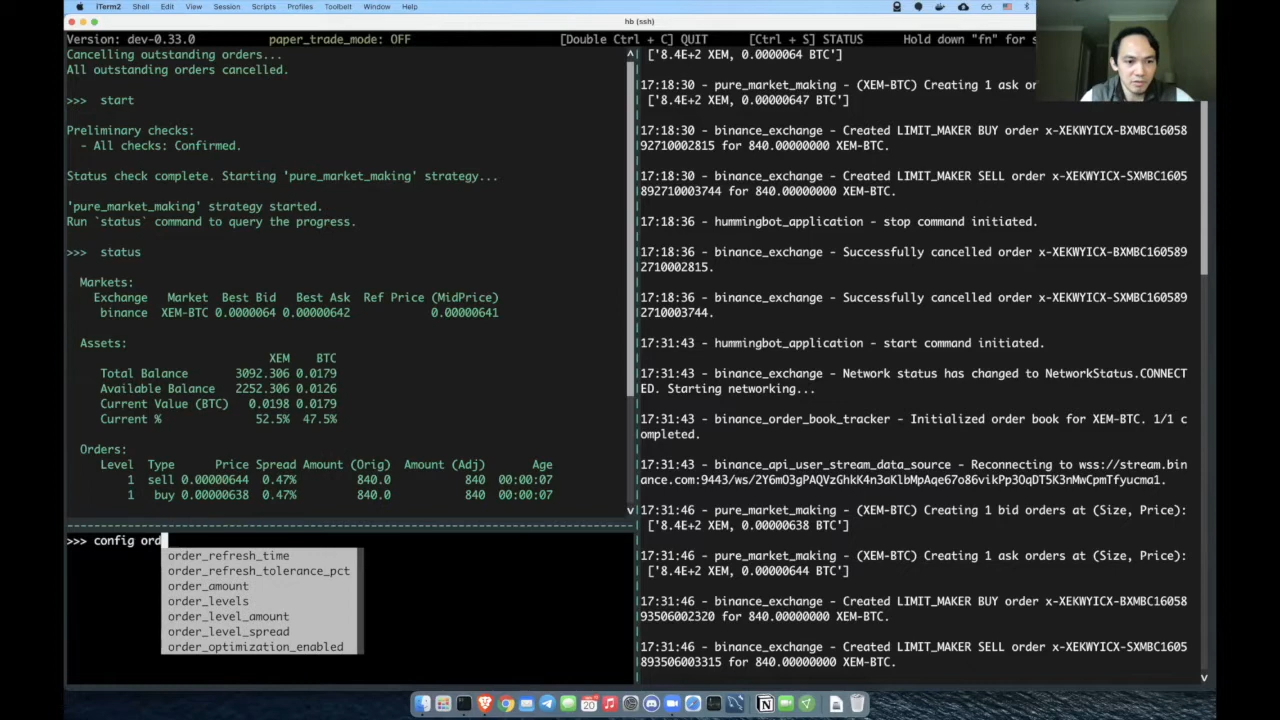 iTerm2 Shell Edit View Session Scripts Profiles Toolbelt Window Help
hb (ssh)
Version: dev-0.33.0 paper_trade_mode: OFF [Double Ctrl + C] QUIT [Ctrl + S] STATUS Hold down "fn" for s
Cancelling outstanding orders...
All outstanding orders cancelled.
>>> start
Preliminary checks:
- All checks: Confirmed.
Status check complete. Starting 'pure_market_making' strategy...
'pure_market_making' strategy started.
Run `status` command to query the progress.
>>> status
Markets:
Exchange Market Best Bid Best Ask Ref Price (MidPrice)
binance XEM-BTC 0.0000064 0.00000642 0.00000641
Assets:
XEM BTC
Total Balance 3092.306 0.0179
Available Balance 2252.306 0.0126
Current Value (BTC) 0.0198 0.0179
Current % 52.5% 47.5%
Orders:
Level Type Price Spread Amount (Orig) Amount (Adj) Age
1 sell 0.00000644 0.47% 840.0 840 00:00:07
1 buy 0.00000638 0.47% 840.0 840 00:00:07
>>> config ord
order_refresh_time
order_refresh_tolerance_pct
order_amount
order_levels
order_level_amount
order_level_spread
order_optimization_enabled
['8.4E+2 XEM, 0.0000064 BTC']
17:18:30 - pure_market_making - (XEM-BTC) Creating 1 ask or
['8.4E+2 XEM, 0.00000647 BTC']
17:18:30 - binance_exchange - Created LIMIT_MAKER BUY order x-XEKWYICX-BXMBC16058
92710002815 for 840.00000000 XEM-BTC.
17:18:30 - binance_exchange - Created LIMIT_MAKER SELL order x-XEKWYICX-SXMBC1605
892710003744 for 840.00000000 XEM-BTC.
17:18:36 - hummingbot_application - stop command initiated.
17:18:36 - binance_exchange - Successfully cancelled order x-XEKWYICX-BXMBC160589
2710002815.
17:18:36 - binance_exchange - Successfully cancelled order x-XEKWYICX-SXMBC160589
2710003744.
17:31:43 - hummingbot_application - start command initiated.
17:31:43 - binance_exchange - Network status has changed to NetworkStatus.CONNECT
ED. Starting networking...
17:31:43 - binance_order_book_tracker - Initialized order book for XEM-BTC. 1/1 c
ompleted.
17:31:43 - binance_api_user_stream_data_source - Reconnecting to wss://stream.bin
ance.com:9443/ws/2Y6mO3gPAQVzGhkK4n3aKlbMpAqe67o86vikPp3OqDT5K3nMwCpmTfyucma1.
17:31:46 - pure_market_making - (XEM-BTC) Creating 1 bid orders at (Size, Price):
['8.4E+2 XEM, 0.00000638 BTC']
17:31:46 - pure_market_making - (XEM-BTC) Creating 1 ask orders at (Size, Price):
['8.4E+2 XEM, 0.00000644 BTC']
17:31:46 - binance_exchange - Created LIMIT_MAKER BUY order x-XEKWYICX-BXMBC16058
93506002320 for 840.00000000 XEM-BTC.
17:31:46 - binance_exchange - Created LIMIT_MAKER SELL order x-XEKWYICX-SXMBC1605
893506003315 for 840.00000000 XEM-BTC.